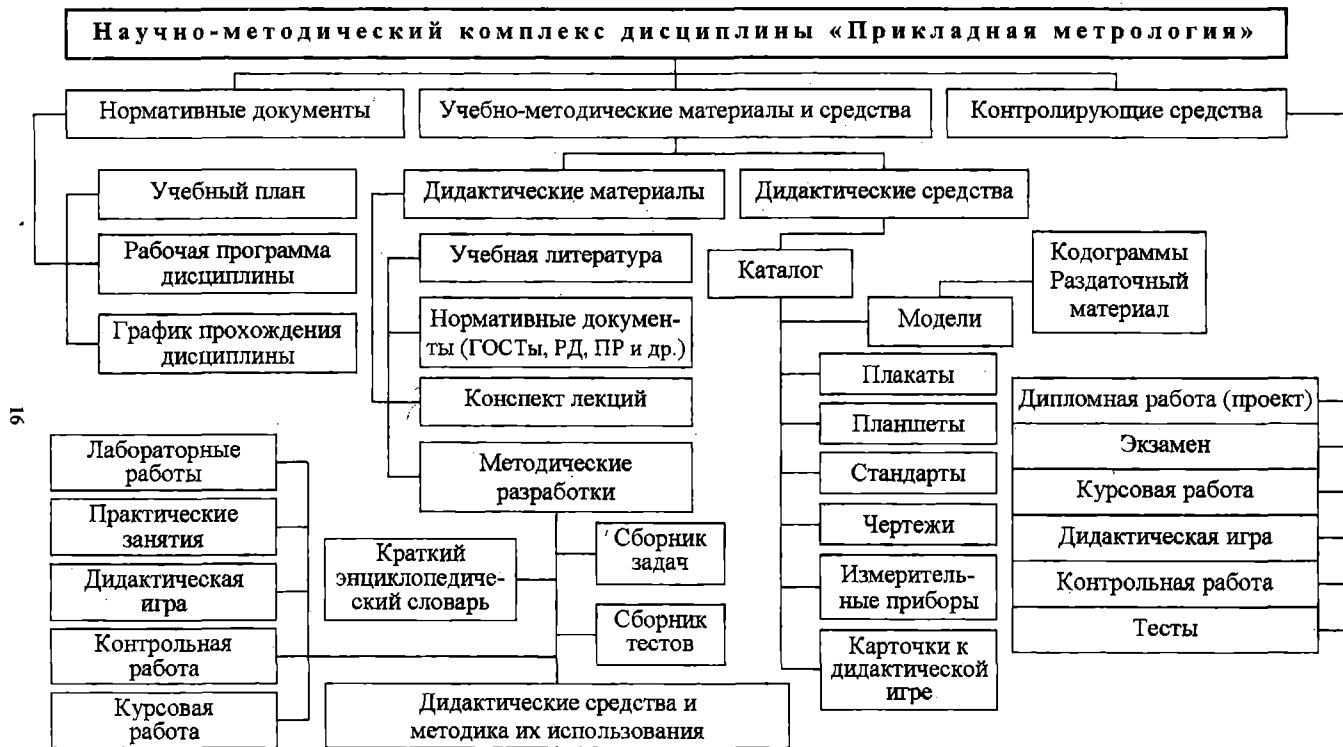 Научно-методический комплекс дисциплины «Прикладная метрология»
Нормативные документы
Учебно-методические материалы и средства
Контролирующие средства
Учебный план
Рабочая программа
дисциплины
График прохождения
дисциплины
Дидактические материалы
Дидактические средства
Учебная литература
Нормативные докумен-
ты (ГОСТы, РД, ПР и др.)
Конспект лекций
Методические
разработки
Каталог
Кодограммы
Раздаточный
материал
Модели
Плакаты
Планшеты
Стандарты
Чертежи
Измеритель-
ные приборы
Карточки к
дидактической
игре
Дипломная работа (проект)
Экзамен
Курсовая работа
Дидактическая игра
Контрольная работа
Тесты
Лабораторные
работы
Практические
занятия
Дидактическая
игра
Контрольная
работа
Курсовая
работа
Краткий
энциклопедиче-
ский словарь
Сборник
задач
Сборник
тестов
Дидактические средства и
методика их использования
16